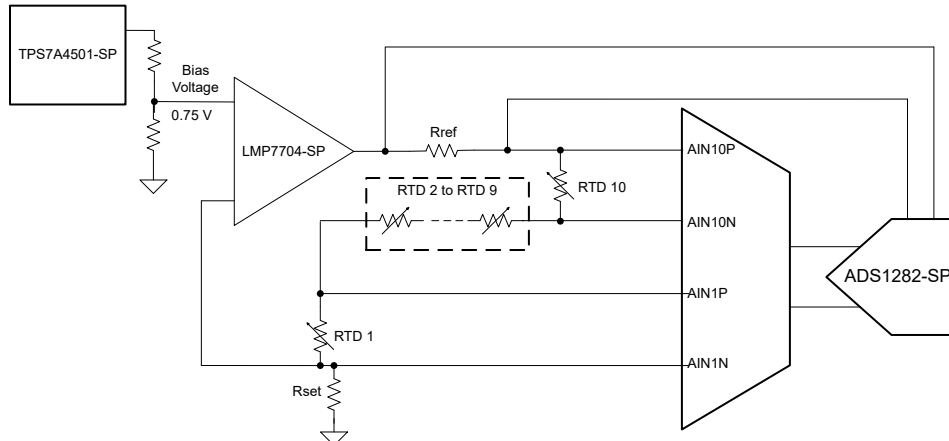 TPS7A4501-SP
Bias
Voltage
0.75 V
LMP7704-SP
Rref
AIN10P
RTD 2 to RTD 9
RTD 10
AIN10N
ADS1282-SP
AIN1P
RTD 1
AIN1N
Rset